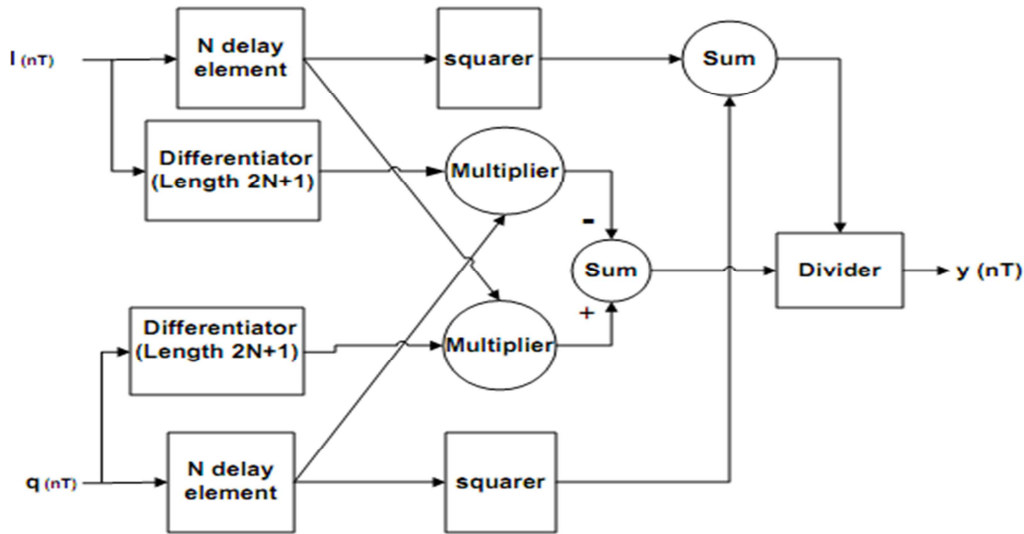 I (nT)
N delay
element
squarer
Sum
Differentiator
(Length 2N+1)
Multiplier
-
Sum
Divider
y (nT)
+
Differentiator
(Length 2N+1)
Multiplier
q (nT)
N delay
element
squarer